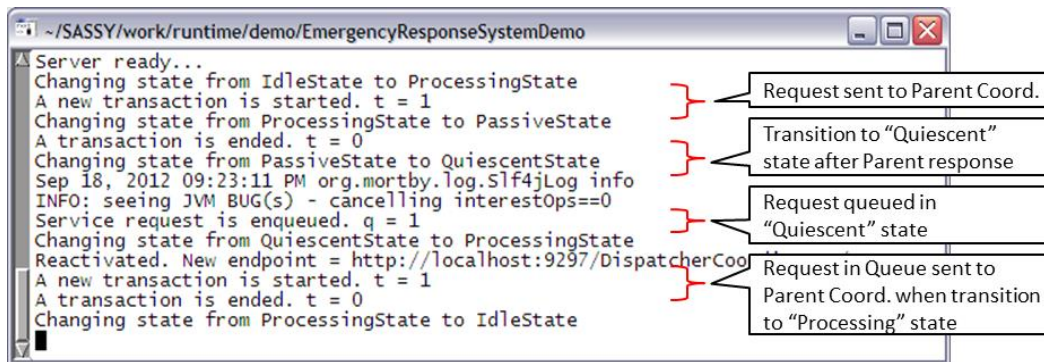 ~/SASSY/work/runtime/demo/EmergencyResponseSystemDemo
Server ready...
Changing state from IdleState to ProcessingState
A new transaction is started. t = 1
Changing state from ProcessingState to PassiveState
A transaction is ended. t = 0
Changing state from PassiveState to QuiescentState
Sep 18, 2012 09:23:11 PM org.mortby.log.Slf4jLog info
INFO: seeing JVM BUG(s) - cancelling interestOps==0
Service request is enqueued. q = 1
Changing state from QuiescentState to ProcessingState
Reactivated. New endpoint = http://localhost:9297/DispatcherCoo
A new transaction is started. t = 1
A transaction is ended. t = 0
Changing state from ProcessingState to IdleState
Request sent to Parent Coord.
Transition to “Quiescent”
state after Parent response
Request queued in
“Quiescent” state
Request in Queue sent to
Parent Coord. when transition
to “Processing” state